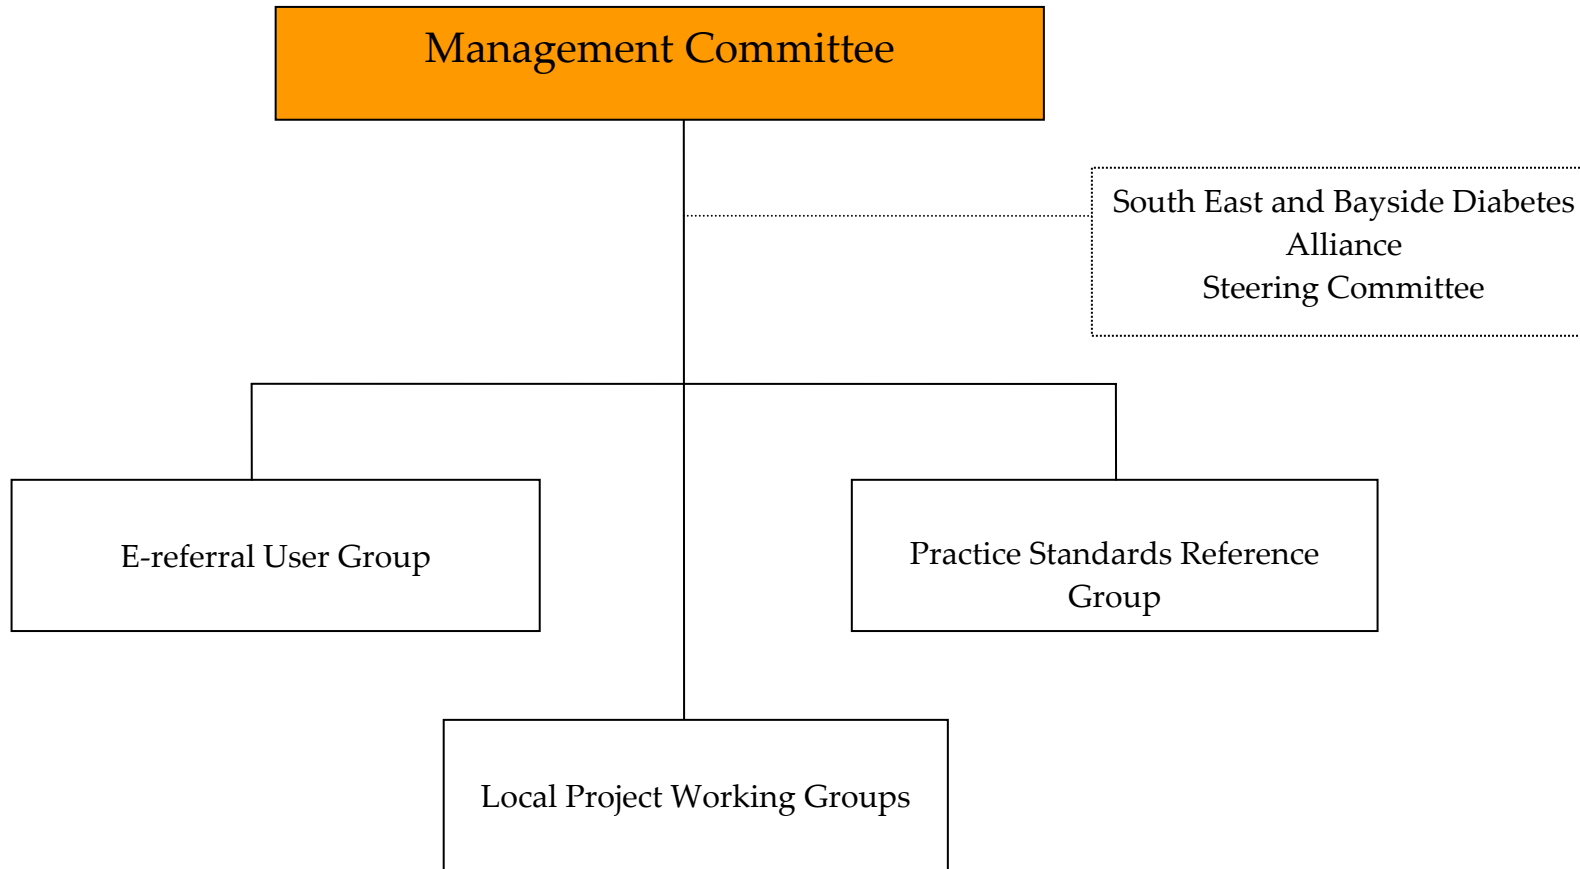 Management Committee
South East and Bayside Diabetes
Alliance
Steering Committee
E-referral User Group
Practice Standards Reference
Group
Local Project Working Groups